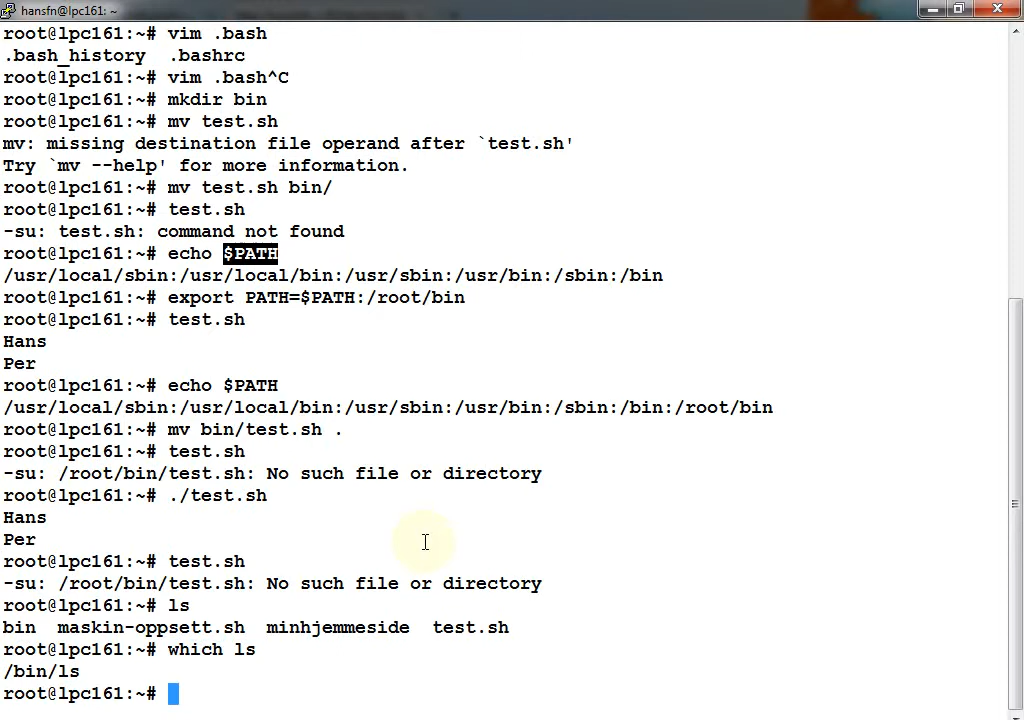 hansfn@lpc161: ~
root@lpc161:~# vim .bash
.bash_history  .bashrc
root@lpc161:~# vim .bash^C
root@lpc161:~# mkdir bin
root@lpc161:~# mv test.sh
mv: missing destination file operand after `test.sh'
Try `mv --help' for more information.
root@lpc161:~# mv test.sh bin/
root@lpc161:~# test.sh
-su: test.sh: command not found
root@lpc161:~# echo $PATH
/usr/local/sbin:/usr/local/bin:/usr/sbin:/usr/bin:/sbin:/bin
root@lpc161:~# export PATH=$PATH:/root/bin
root@lpc161:~# test.sh
Hans
Per
root@lpc161:~# echo $PATH
/usr/local/sbin:/usr/local/bin:/usr/sbin:/usr/bin:/sbin:/bin:/root/bin
root@lpc161:~# mv bin/test.sh .
root@lpc161:~# test.sh
-su: /root/bin/test.sh: No such file or directory
root@lpc161:~# ./test.sh
Hans
Per
root@lpc161:~# test.sh
-su: /root/bin/test.sh: No such file or directory
root@lpc161:~# ls
bin  maskin-oppsett.sh  minhjemmeside  test.sh
root@lpc161:~# which ls
/bin/ls
root@lpc161:~#